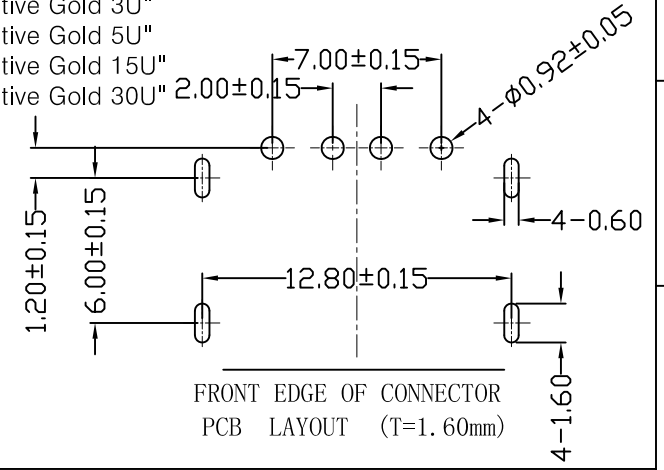 tive Gold 3U"
tive Gold 5U"
tive Gold 15U"
tive Gold 30U"
7.00±0.15
2.00±0.15
4-Ø0.92±0.05
1.20±0.15
6.00±0.15
4-0.60
12.80±0.15
4-1.60
FRONT EDGE OF CONNECTOR
PCB LAYOUT (T=1.60mm)